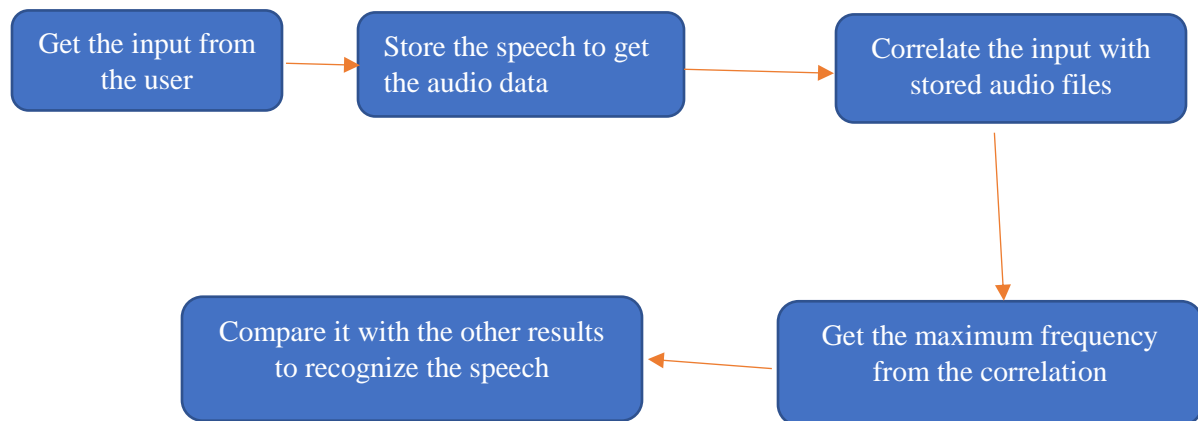 Get the input from
the user
Store the speech to get
the audio data
Correlate the input with
stored audio files
Get the maximum frequency
from the correlation
Compare it with the other results
to recognize the speech